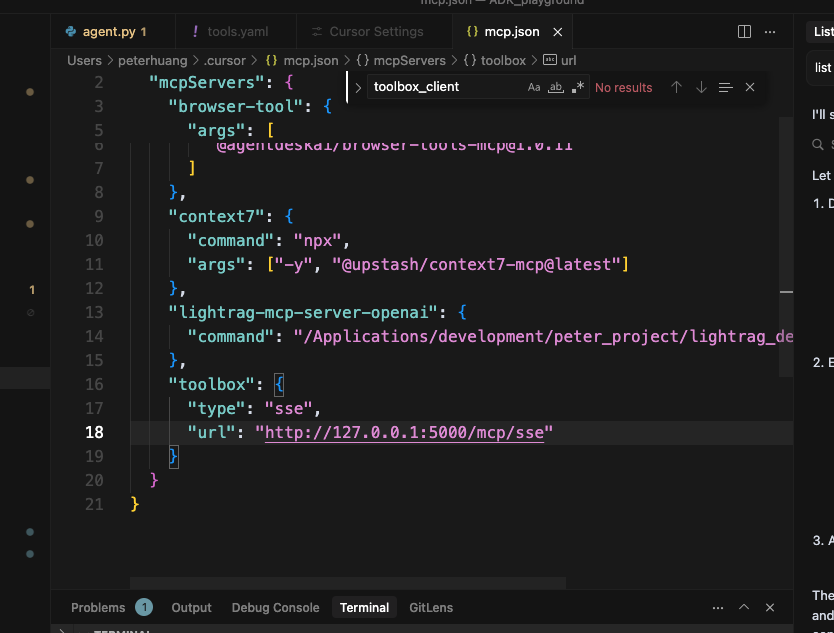 mcp.json — ADK_playground
agent.py 1
! tools.yaml
Cursor Settings
{} mcp.json
Users > peterhuang > .cursor > {} mcp.json > {} mcpServers > {} toolbox > url
toolbox_client
Aa
ab
.*
No results
2 "mcpServers": {
3 "browser-tool": {
5 "args": [
6 @agentdeskai/browser-tools-mcp@1.0.11
7 ]
8 },
9 "context7": {
10 "command": "npx",
11 "args": ["-y", "@upstash/context7-mcp@latest"]
12 },
13 "lightrag-mcp-server-openai": {
14 "command": "/Applications/development/peter_project/lightrag_de
15 },
16 "toolbox": {
17 "type": "sse",
18 "url": "http://127.0.0.1:5000/mcp/sse"
19 }
20 }
21 }
1
Problems 1 Output Debug Console Terminal GitLens
TERMINAL
List
list
I'll s
Let
1. D
2. E
3. A
The
and